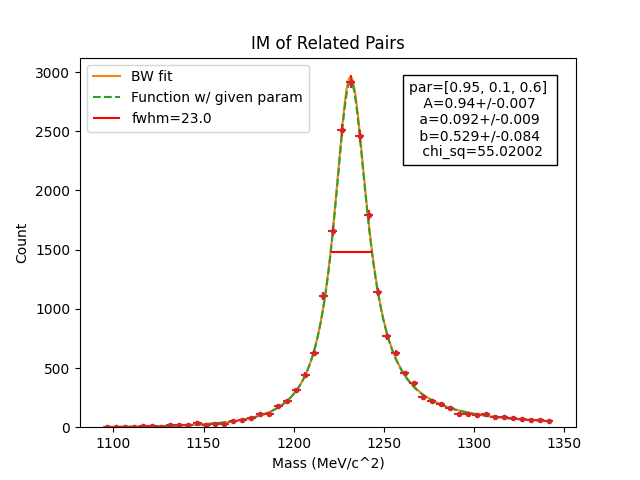 IM of Related Pairs
BW fit
Function w/ given param
fwhm=23.0
par=[0.95, 0.1, 0.6]
A=0.94+/-0.007
a=0.092+/-0.009
b=0.529+/-0.084
chi_sq=55.02002
Count
3000
2500
2000
1500
1000
500
0
1100 1150 1200 1250 1300 1350
Mass (MeV/c^2)